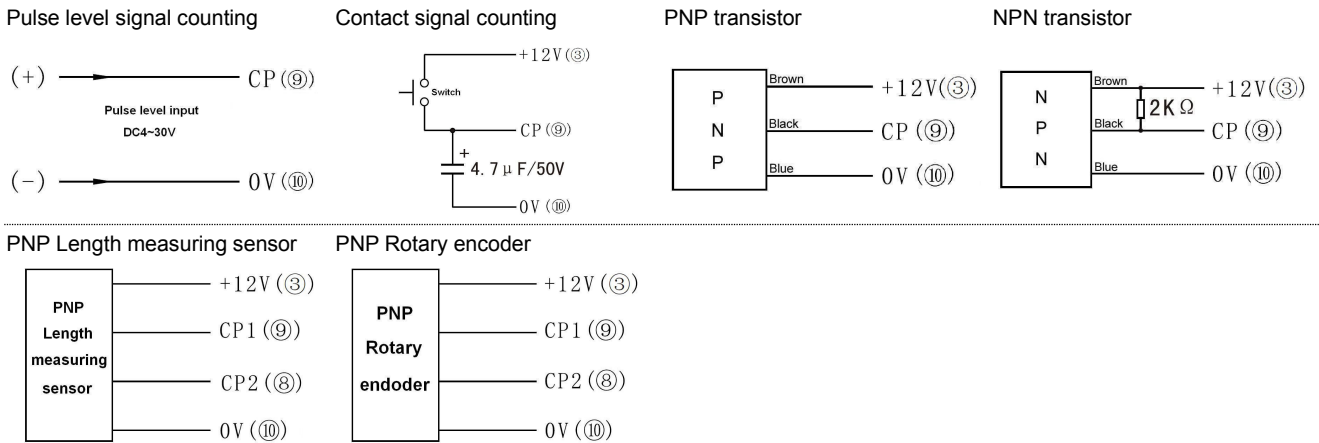 Pulse level signal counting
(+) CP(⑨)
Pulse level input
DC4~30V
(-) 0V(⑩)
Contact signal counting
+12V(③)
Switch
CP(⑨)
+
4.7μF/50V
0V(⑩)
PNP transistor
P
N
P
Brown +12V(③)
Black CP(⑨)
Blue 0V(⑩)
NPN transistor
N
P
N
Brown +12V(③)
2KΩ
Black CP(⑨)
Blue 0V(⑩)
PNP Length measuring sensor
PNP
Length
measuring
sensor
+12V(③)
CP1(⑨)
CP2(⑧)
0V(⑩)
PNP Rotary encoder
PNP
Rotary
endoder
+12V(③)
CP1(⑨)
CP2(⑧)
0V(⑩)